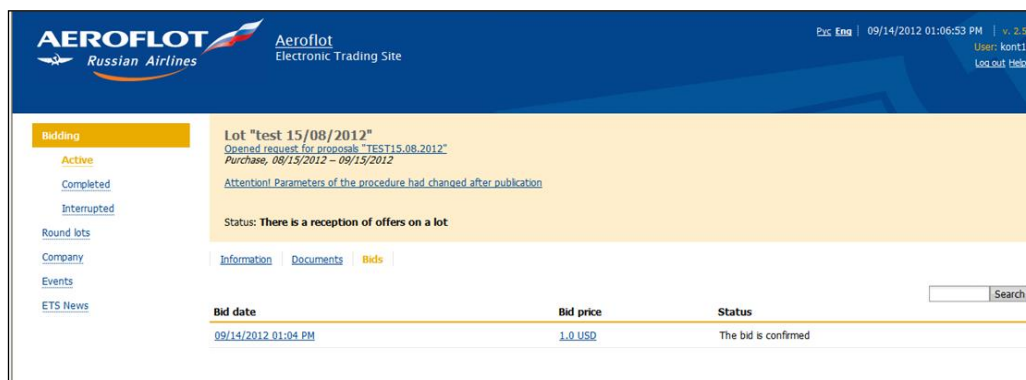 AEROFLOT
Russian Airlines
Aeroflot
Electronic Trading Site
Рус Eng 09/14/2012 01:06:53 PM v. 2.5
User: kont1
Log out Help
Bidding
Active
Completed
Interrupted
Round lots
Company
Events
ETS News
Lot "test 15/08/2012"
Opened request for proposals "TEST15.08.2012"
Purchase, 08/15/2012 – 09/15/2012
Attention! Parameters of the procedure had changed after publication
Status: There is a reception of offers on a lot
Information Documents Bids
Search
Bid date Bid price Status
09/14/2012 01:04 PM 1.0 USD The bid is confirmed